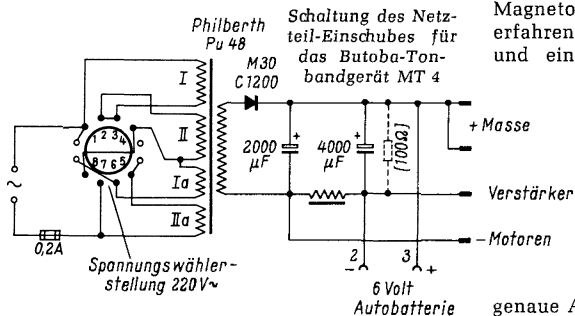 Philberth
Pu 48
Schaltung des Netz-
teil-Einschubes für
das Butoba-Ton-
bandgerät MT 4
Magneto
erfahren
und ein
M30
C1200
I
II
Ia
IIa
1 2 3 4
8 7 6 5
~
0,2A
2000
µF
+
4000
µF
+
[100Ω]
+ Masse
Verstärker
– Motoren
2
–
3
+
Spannungswähler-
stellung 220V~
6 Volt
Autobatterie
genaue A